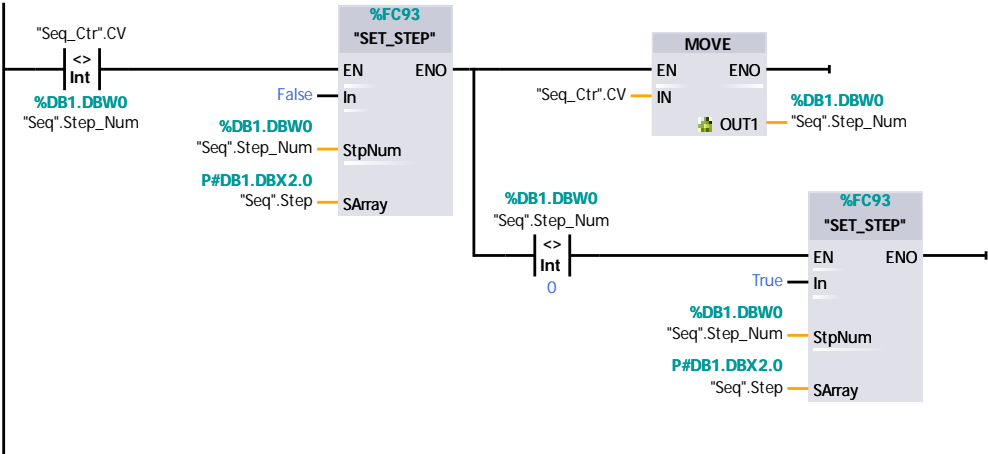 "Seq_Ctr".CV
<>
Int
%DB1.DBW0
"Seq".Step_Num
%FC93
"SET_STEP"
EN ENO
False In
%DB1.DBW0
"Seq".Step_Num StpNum
P#DB1.DBX2.0
"Seq".Step SArray
MOVE
EN ENO
"Seq_Ctr".CV IN
%DB1.DBW0
OUT1 "Seq".Step_Num
%DB1.DBW0
"Seq".Step_Num
<>
Int
0
%FC93
"SET_STEP"
EN ENO
True In
%DB1.DBW0
"Seq".Step_Num StpNum
P#DB1.DBX2.0
"Seq".Step SArray